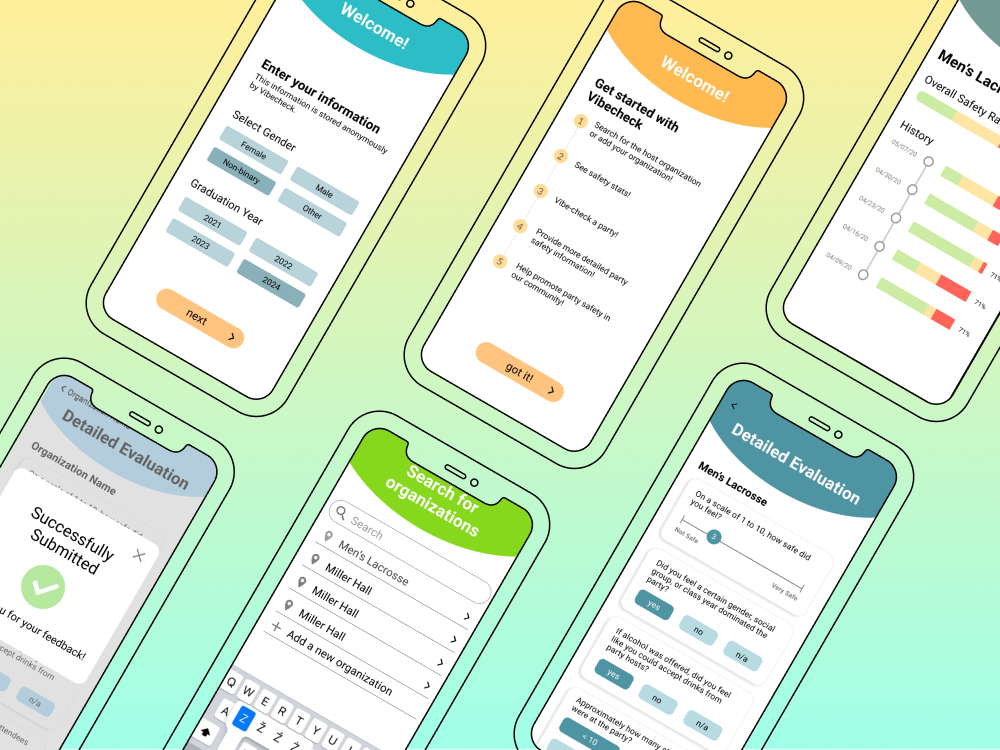 Welcome!
Enter your information
This information is stored anonymously
by Vibecheck.
Select Gender
Female
Male
Non-binary
Other
Graduation Year
2021
2022
2023
2024
next
Welcome!
Get started with
Vibecheck
1 Search for the host organization
or add your organization!
2 See safety stats!
3 Vibe-check a party!
4 Provide more detailed party
safety information!
5 Help promote party safety in
our community!
got it!
Men's
Overall Safety
History
05/07/20
04/30/20
04/23/20
71%
04/16/20
71%
04/09/20
71%
Detailed Evaluation
Organization Name
Successfully
Submitted
for your feedback!
drinks from
n/a
Search for
organizations
Search
Men's Lacrosse
Miller Hall
Miller Hall
Miller Hall
Add a new organization
Q W E R T Y U
A Z Ž Ź Ż
Detailed Evaluation
Men's Lacrosse
On a scale of 1 to 10, how safe did
you feel?
3
Not Safe
Very Safe
Did you feel a certain gender, social
group, or class year dominated the
party?
yes
no
n/a
If alcohol was offered, did you feel
like you could accept drinks from
party hosts?
yes
no
n/a
Approximately how many
were at the party?
< 10